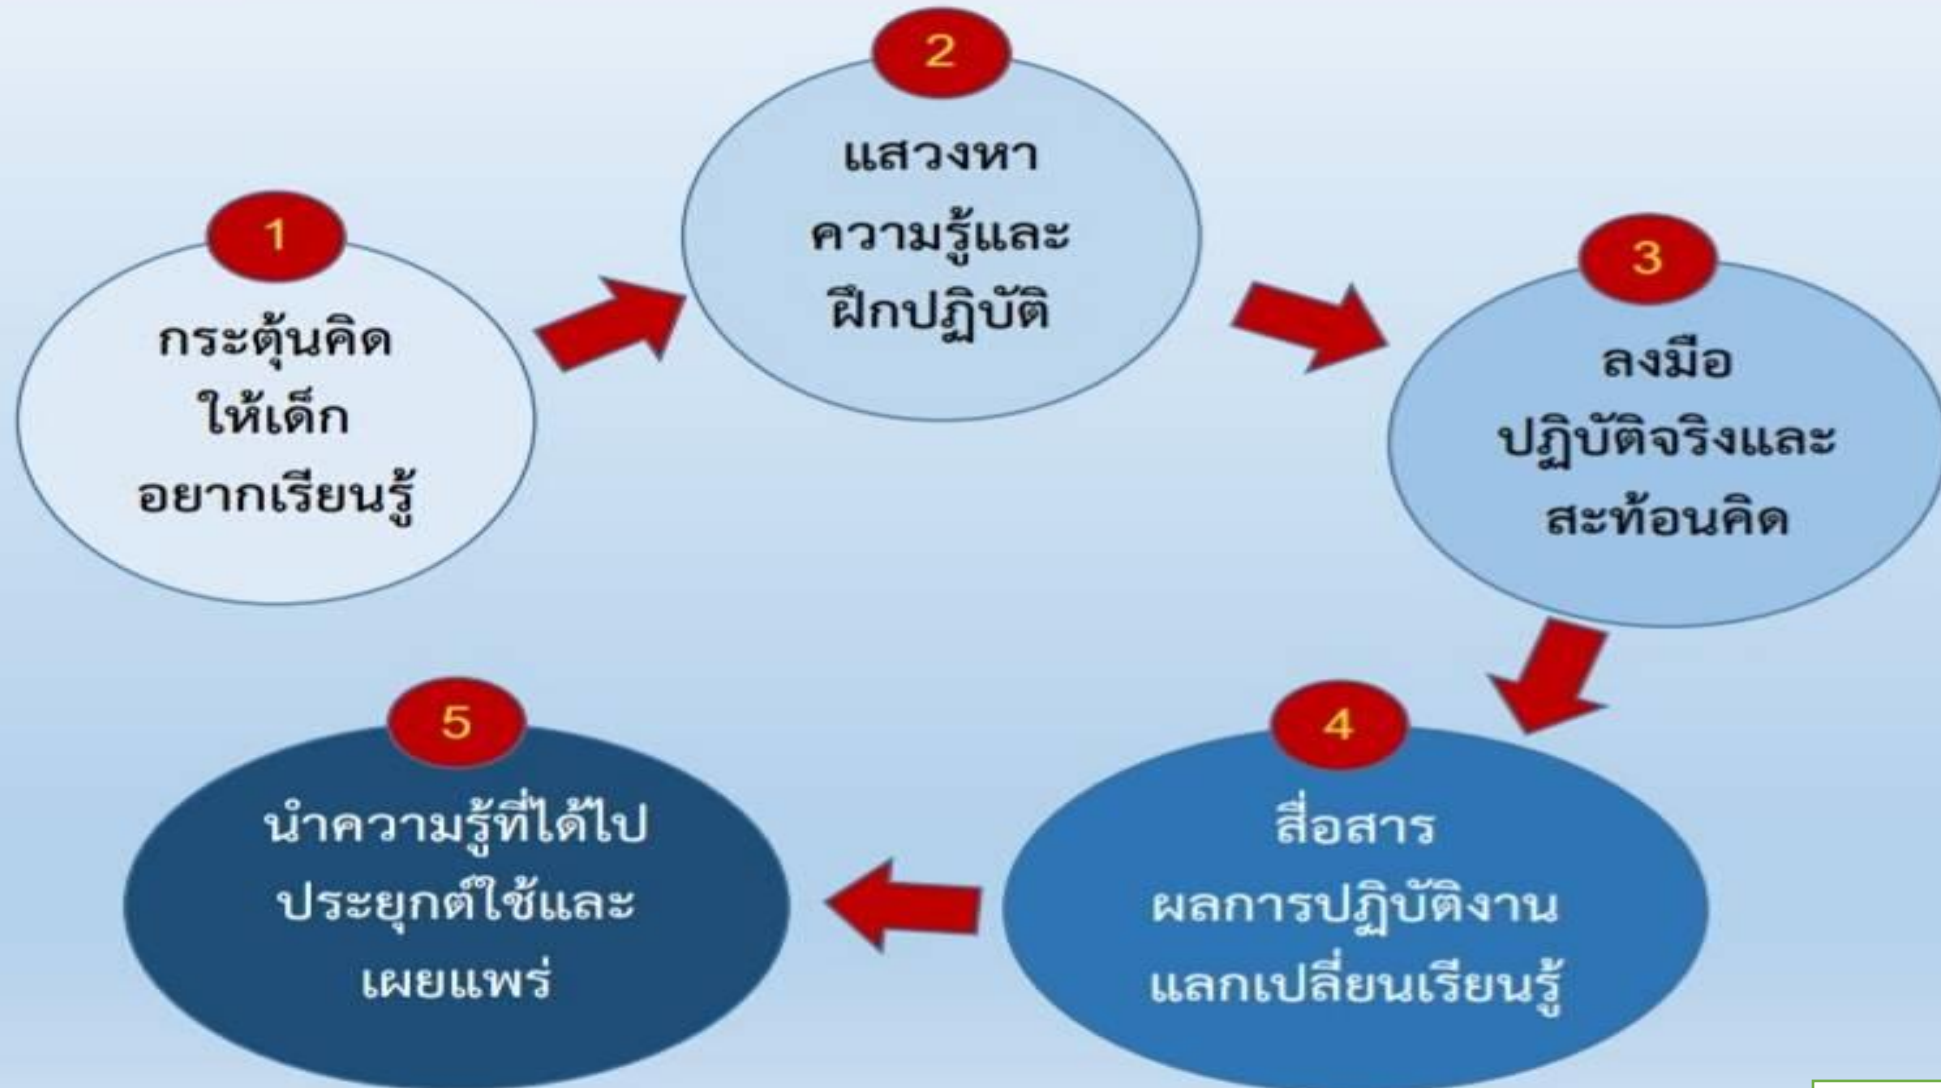 1
กระตุ้นคิด
ให้เด็ก
อยากเรียนรู้
2
แสวงหา
ความรู้และ
ฝึกปฏิบัติ
3
ลงมือ
ปฏิบัติจริงและ
สะท้อนคิด
4
สื่อสาร
ผลการปฏิบัติงาน
แลกเปลี่ยนเรียนรู้
5
นำความรู้ที่ได้ไป
ประยุกต์ใช้และ
เผยแพร่